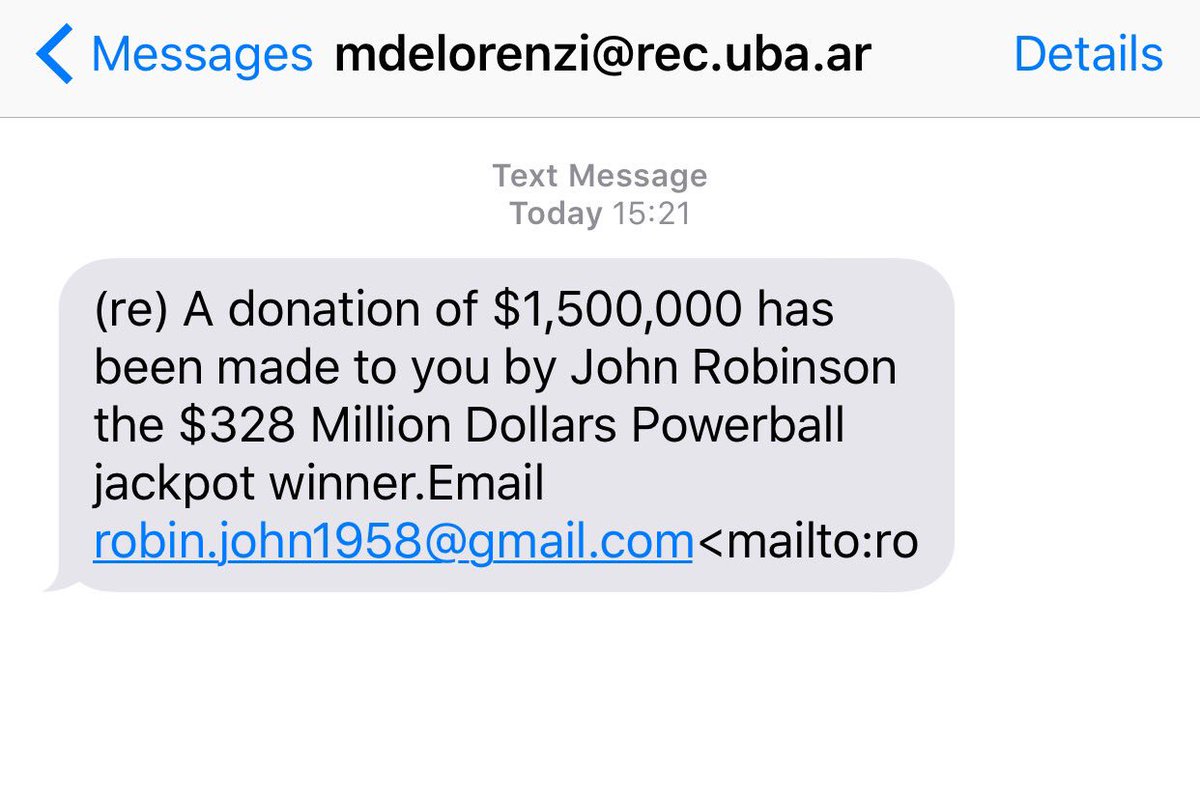 Messages mdelorenzi@rec.uba.ar Details
Text Message
Today 15:21
(re) A donation of $1,500,000 has
been made to you by John Robinson
the $328 Million Dollars Powerball
jackpot winner.Email
robin.john1958@gmail.com<mailto:ro